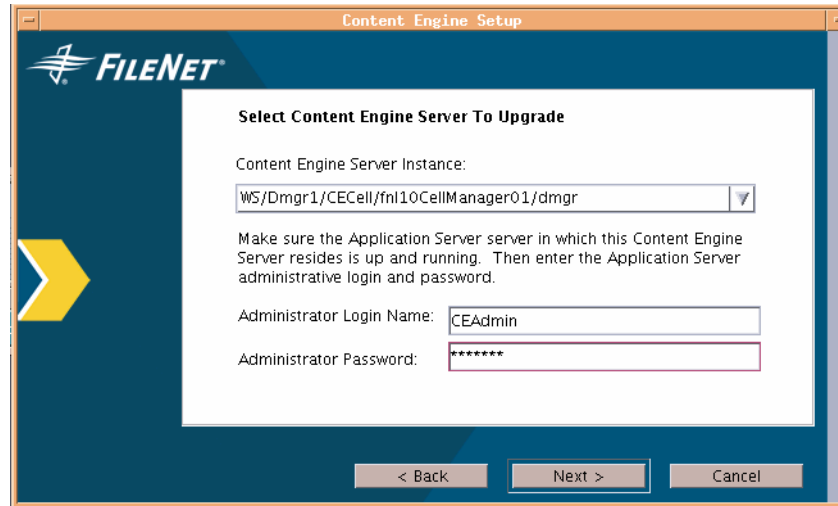 Content Engine Setup
FILENET
Select Content Engine Server To Upgrade
Content Engine Server Instance:
WS/Dmgr1/CECell/fnl10CellManager01/dmgr
Make sure the Application Server server in which this Content Engine
Server resides is up and running. Then enter the Application Server
administrative login and password.
Administrator Login Name: CEAdmin
Administrator Password: *******
< Back Next > Cancel